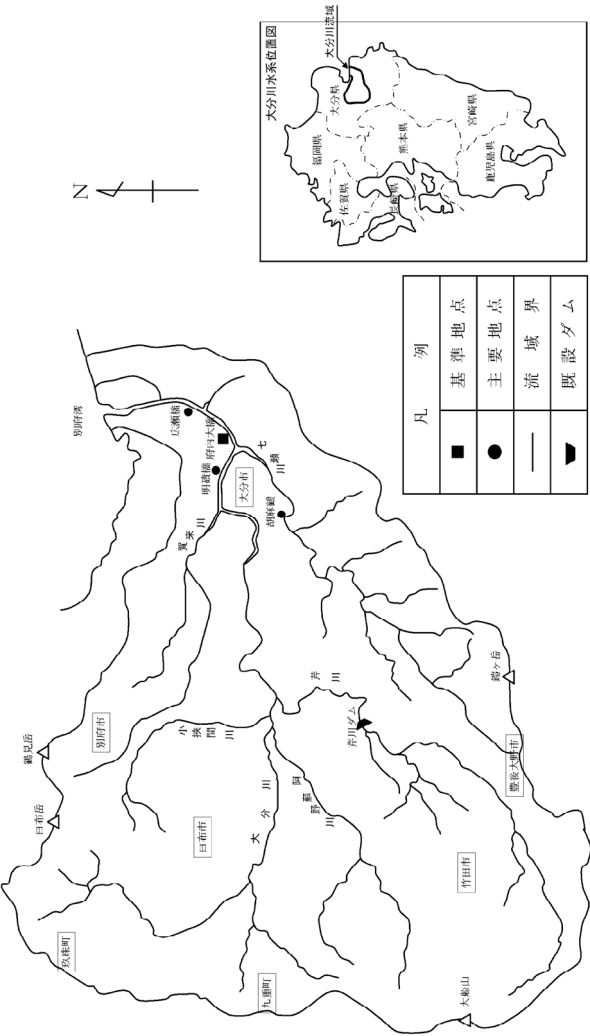 大分川水系位置図
大分川流域
福岡県
大分県
佐賀県
長崎県
熊本県
宮崎県
鹿児島県
N
凡 例
基 準 地 点
主 要 地 点
流 域 界
既 設 ダ ム
別府湾
広瀬橋
府内大橋
明磧橋
大分市
七瀬川
胡麻鶴
賀来川
鶴見岳
別府市
由布岳
小挾間川
芹川
芹川ダム
鎧ヶ岳
豊後大野市
由布市
大分川
阿蘇野川
竹田市
玖珠町
九重町
大船山